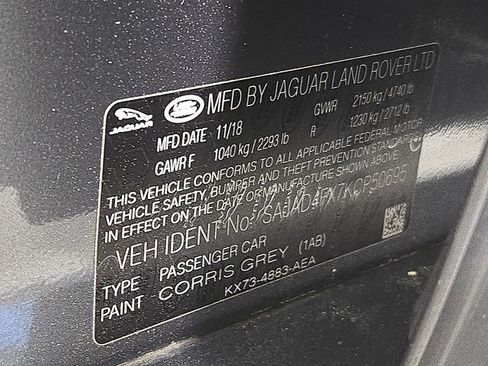 JAGUAR LAND- ROVER MFD BY JAGUAR LAND ROVER LTD
MFD DATE 11/18 GVWR 2150 kg / 4740 lb
GAWR F 1040 kg / 2293 lb R 1230 kg / 2712 lb
THIS VEHICLE CONFORMS TO ALL APPLICABLE FEDERAL MOTOR
VEHICLE SAFETY, BUMPER AND THEFT PREVENTION STANDARDS
IN EFFECT ON THE DATE OF MANUFACTURE SHOWN ABOVE.
VEH IDENT No:
TYPE PASSENGER CAR
PAINT CORRIS GREY (1AB)
KX73-4883-AEA